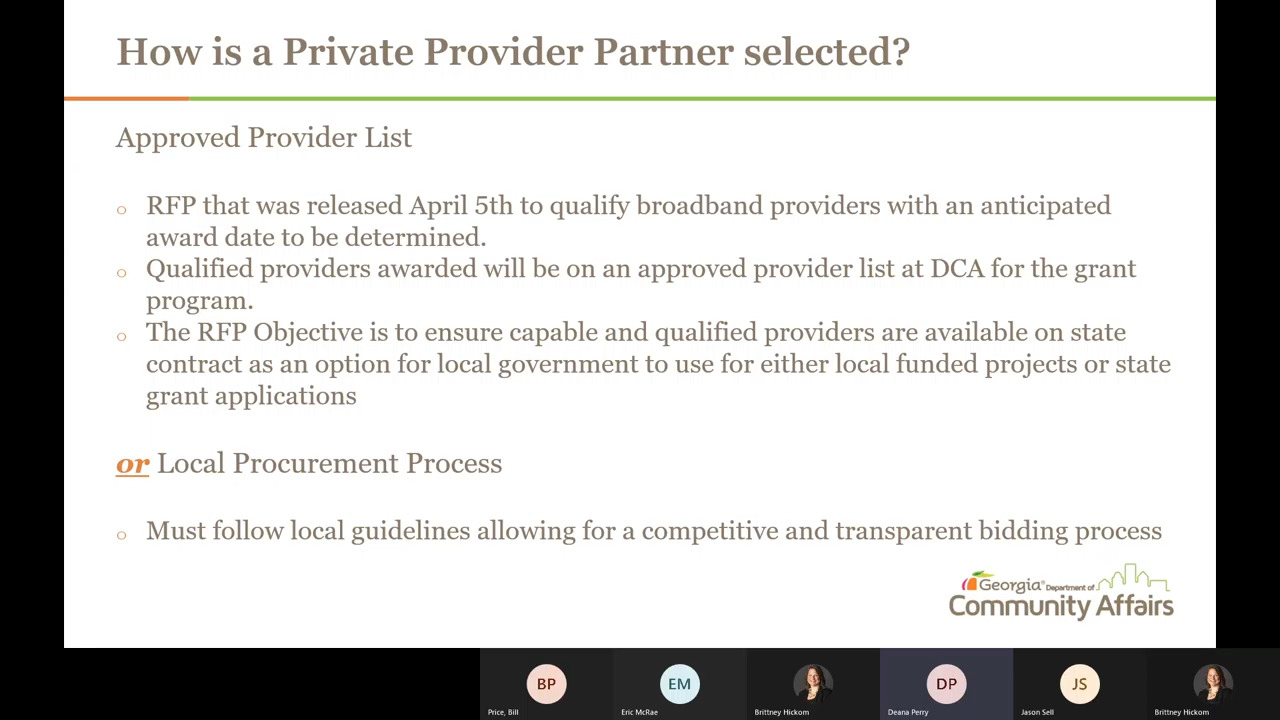 How is a Private Provider Partner selected?
Approved Provider List
RFP that was released April 5th to qualify broadband providers with an anticipated
award date to be determined.
Qualified providers awarded will be on an approved provider list at DCA for the grant
program.
The RFP Objective is to ensure capable and qualified providers are available on state
contract as an option for local government to use for either local funded projects or state
grant applications
or Local Procurement Process
Must follow local guidelines allowing for a competitive and transparent bidding process
Georgia® Department of
Community Affairs
BP
EM
DP
JS
Price, Bill
Eric McRae
Brittney Hickom
Deana Perry
Jason Sell
Brittney Hickom